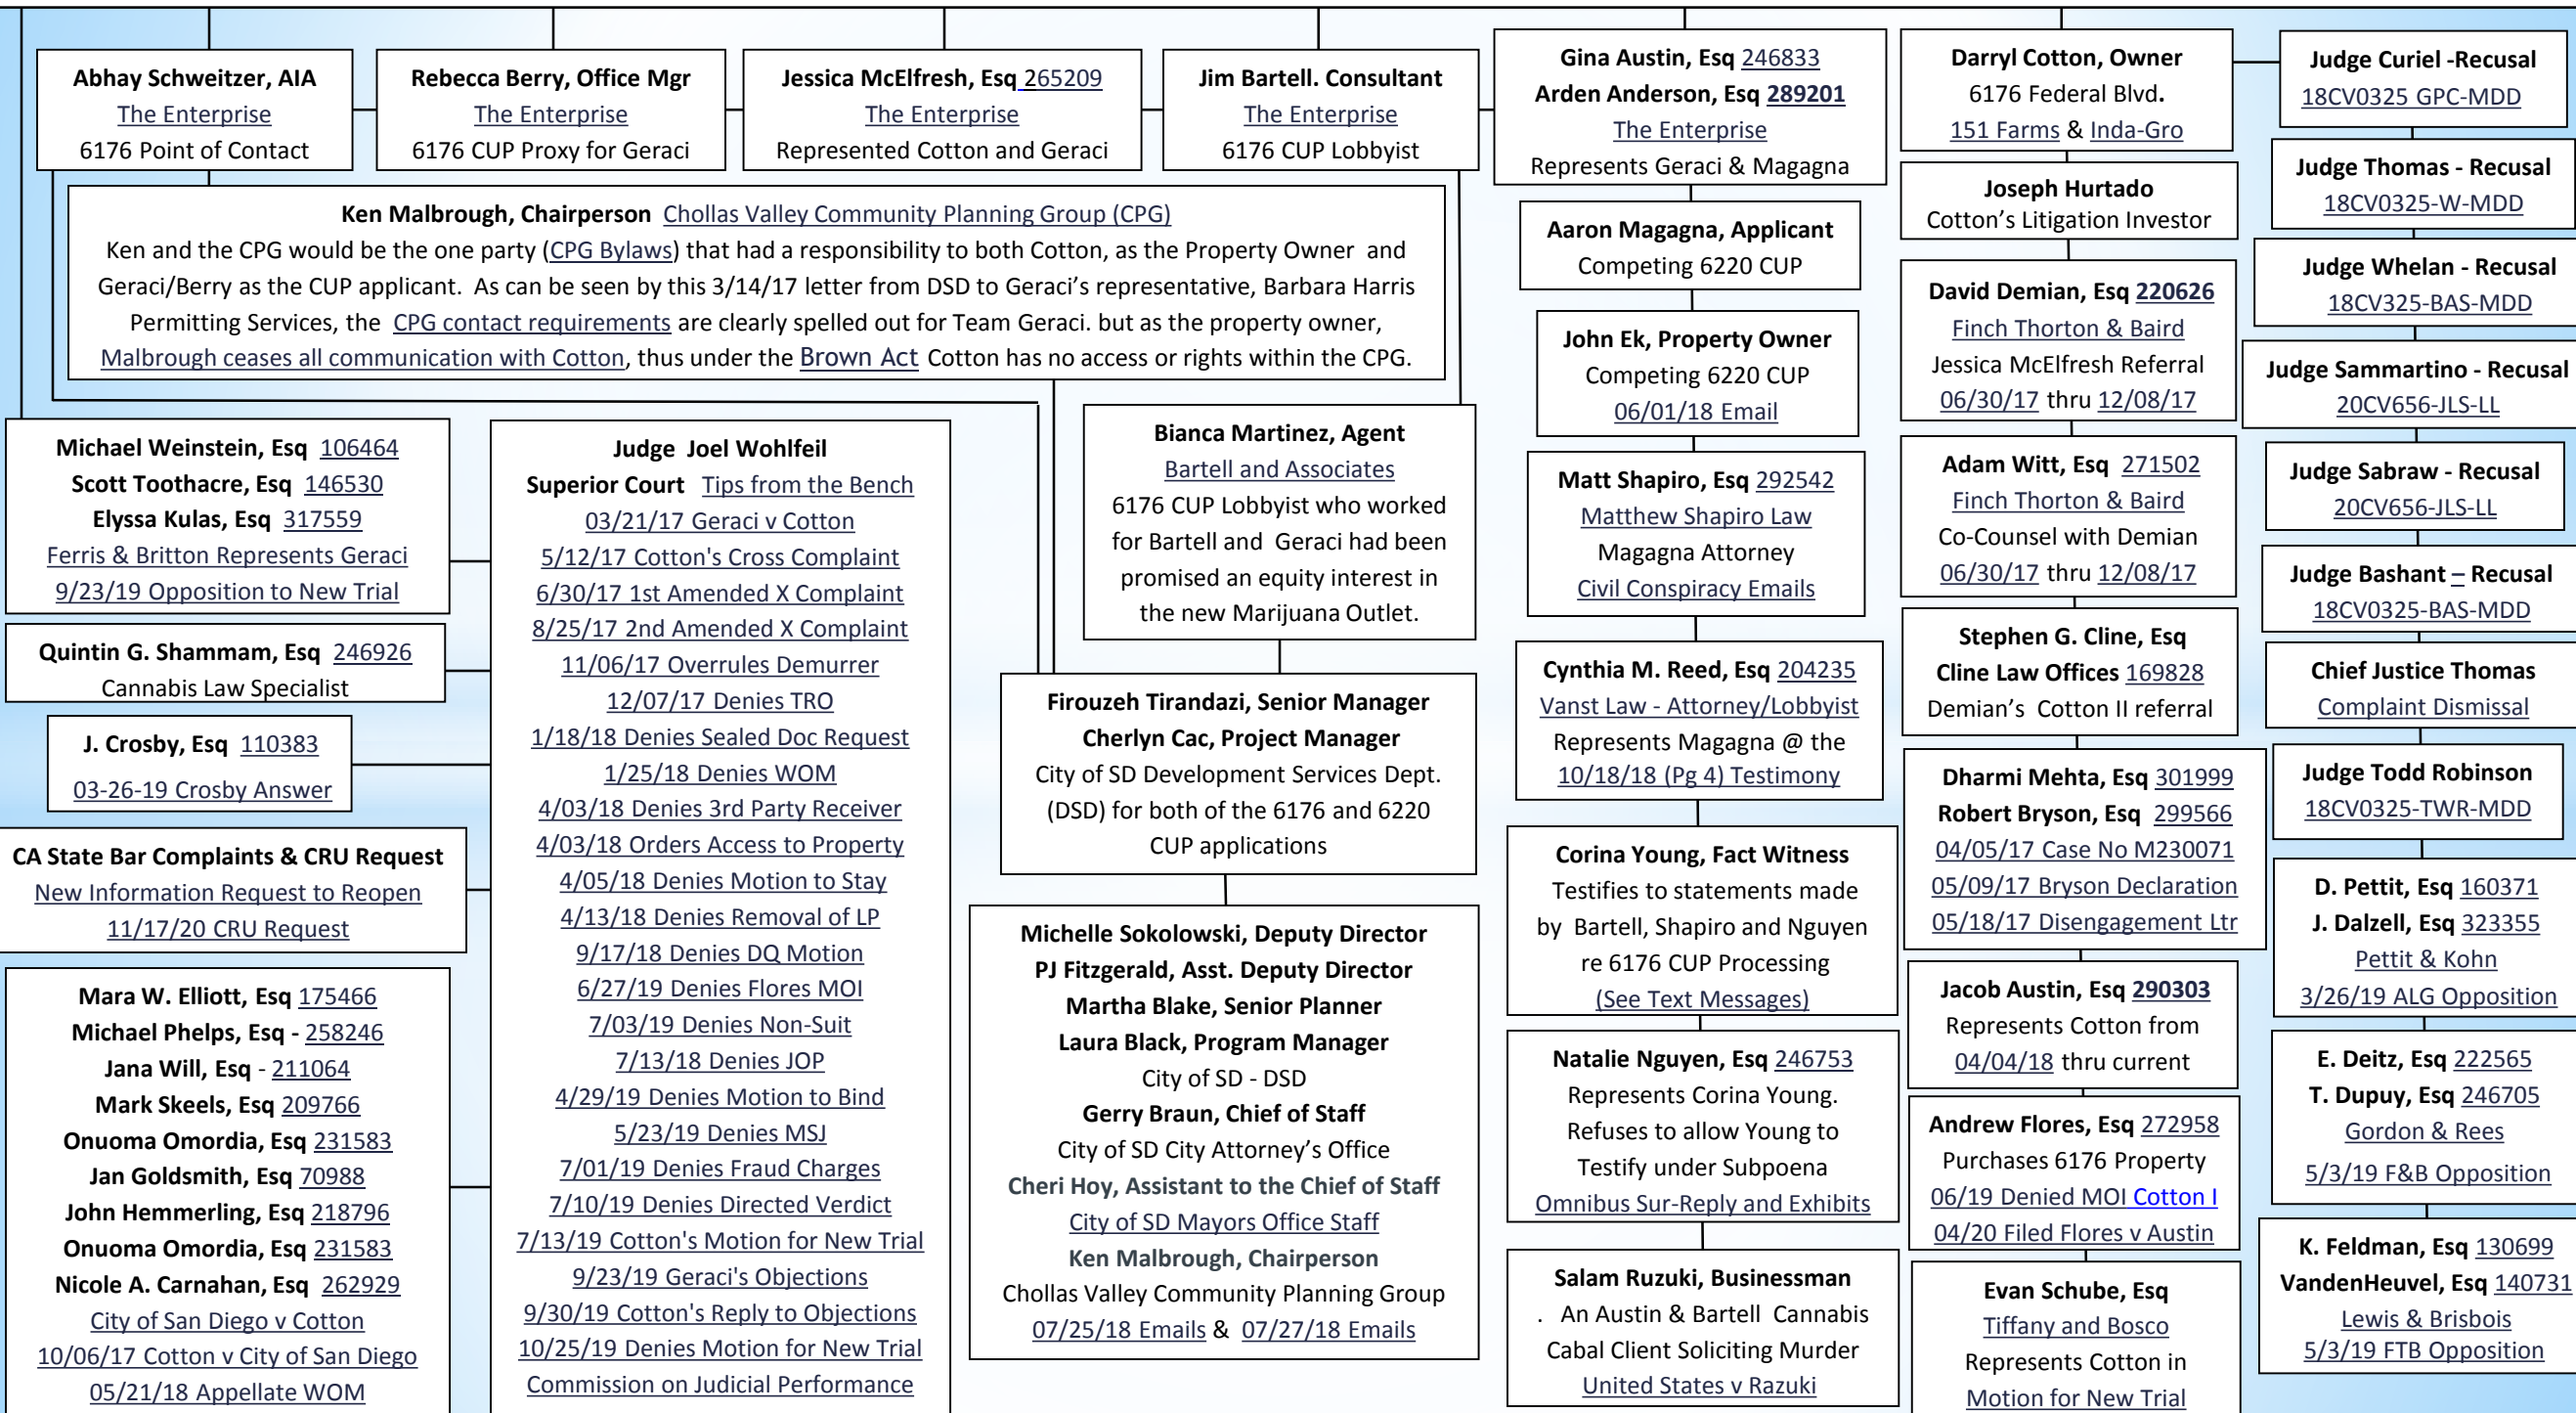 Abhay Schweitzer, AIA
The Enterprise
6176 Point of Contact
Rebecca Berry, Office Mgr
The Enterprise
6176 CUP Proxy for Geraci
Jessica McElfresh, Esq 265209
The Enterprise
Represented Cotton and Geraci
Jim Bartell. Consultant
The Enterprise
6176 CUP Lobbyist
Gina Austin, Esq 246833
Arden Anderson, Esq 289201
The Enterprise
Represents Geraci & Magagna
Darryl Cotton, Owner
6176 Federal Blvd.
151 Farms & Inda-Gro
Judge Curiel -Recusal
18CV0325 GPC-MDD
Ken Malbrough, Chairperson Chollas Valley Community Planning Group (CPG)
Ken and the CPG would be the one party (CPG Bylaws) that had a responsibility to both Cotton, as the Property Owner and
Geraci/Berry as the CUP applicant. As can be seen by this 3/14/17 letter from DSD to Geraci's representative, Barbara Harris
Permitting Services, the CPG contact requirements are clearly spelled out for Team Geraci. but as the property owner,
Malbrough ceases all communication with Cotton, thus under the Brown Act Cotton has no access or rights within the CPG.
Michael Weinstein, Esq 106464
Scott Toothacre, Esq 146530
Elyssa Kulas, Esq 317559
Ferris & Britton Represents Geraci
9/23/19 Opposition to New Trial
Quintin G. Shammam, Esq 246926
Cannabis Law Specialist
J. Crosby, Esq 110383
03-26-19 Crosby Answer
CA State Bar Complaints & CRU Request
New Information Request to Reopen
11/17/20 CRU Request
Mara W. Elliott, Esq 175466
Michael Phelps, Esq - 258246
Jana Will, Esq - 211064
Mark Skeels, Esq 209766
Onuoma Omordia, Esq 231583
Jan Goldsmith, Esq 70988
John Hemmerling, Esq 218796
Onuoma Omordia, Esq 231583
Nicole A. Carnahan, Esq 262929
City of San Diego v Cotton
10/06/17 Cotton v City of San Diego
05/21/18 Appellate WOM
Judge Joel Wohlfeil
Superior Court Tips from the Bench
03/21/17 Geraci v Cotton
5/12/17 Cotton's Cross Complaint
6/30/17 1st Amended X Complaint
8/25/17 2nd Amended X Complaint
11/06/17 Overrules Demurrer
12/07/17 Denies TRO
1/18/18 Denies Sealed Doc Request
1/25/18 Denies WOM
4/03/18 Denies 3rd Party Receiver
4/03/18 Orders Access to Property
4/05/18 Denies Motion to Stay
4/13/18 Denies Removal of LP
9/17/18 Denies DQ Motion
6/27/19 Denies Flores MOI
7/03/19 Denies Non-Suit
7/13/18 Denies JOP
4/29/19 Denies Motion to Bind
5/23/19 Denies MSJ
7/01/19 Denies Fraud Charges
7/10/19 Denies Directed Verdict
7/13/19 Cotton's Motion for New Trial
9/23/19 Geraci's Objections
9/30/19 Cotton's Reply to Objections
10/25/19 Denies Motion for New Trial
Commission on Judicial Performance
Bianca Martinez, Agent
Bartell and Associates
6176 CUP Lobbyist who worked
for Bartell and Geraci had been
promised an equity interest in
the new Marijuana Outlet.
Firouzeh Tirandazi, Senior Manager
Cherlyn Cac, Project Manager
City of SD Development Services Dept.
(DSD) for both of the 6176 and 6220
CUP applications
Michelle Sokolowski, Deputy Director
PJ Fitzgerald, Asst. Deputy Director
Martha Blake, Senior Planner
Laura Black, Program Manager
City of SD - DSD
Gerry Braun, Chief of Staff
City of SD City Attorney's Office
Cheri Hoy, Assistant to the Chief of Staff
City of SD Mayors Office Staff
Ken Malbrough, Chairperson
Chollas Valley Community Planning Group
07/25/18 Emails & 07/27/18 Emails
Aaron Magagna, Applicant
Competing 6220 CUP
John Ek, Property Owner
Competing 6220 CUP
06/01/18 Email
Matt Shapiro, Esq 292542
Matthew Shapiro Law
Magagna Attorney
Civil Conspiracy Emails
Cynthia M. Reed, Esq 204235
Vanst Law - Attorney/Lobbyist
Represents Magagna @ the
10/18/18 (Pg 4) Testimony
Corina Young, Fact Witness
Testifies to statements made
by Bartell, Shapiro and Nguyen
re 6176 CUP Processing
(See Text Messages)
Natalie Nguyen, Esq 246753
Represents Corina Young.
Refuses to allow Young to
Testify under Subpoena
Omnibus Sur-Reply and Exhibits
Salam Ruzuki, Businessman
. An Austin & Bartell Cannabis
Cabal Client Soliciting Murder
United States v Razuki
Joseph Hurtado
Cotton's Litigation Investor
David Demian, Esq 220626
Finch Thorton & Baird
Jessica McElfresh Referral
06/30/17 thru 12/08/17
Adam Witt, Esq 271502
Finch Thorton & Baird
Co-Counsel with Demian
06/30/17 thru 12/08/17
Stephen G. Cline, Esq
Cline Law Offices 169828
Demian's Cotton II referral
Dharmi Mehta, Esq 301999
Robert Bryson, Esq 299566
04/05/17 Case No M230071
05/09/17 Bryson Declaration
05/18/17 Disengagement Ltr
Jacob Austin, Esq 290303
Represents Cotton from
04/04/18 thru current
Andrew Flores, Esq 272958
Purchases 6176 Property
06/19 Denied MOI Cotton I
04/20 Filed Flores v Austin
Evan Schube, Esq
Tiffany and Bosco
Represents Cotton in
Motion for New Trial
Judge Thomas - Recusal
18CV0325-W-MDD
Judge Whelan - Recusal
18CV325-BAS-MDD
Judge Sammartino - Recusal
20CV656-JLS-LL
Judge Sabraw - Recusal
20CV656-JLS-LL
Judge Bashant – Recusal
18CV0325-BAS-MDD
Chief Justice Thomas
Complaint Dismissal
Judge Todd Robinson
18CV0325-TWR-MDD
D. Pettit, Esq 160371
J. Dalzell, Esq 323355
Pettit & Kohn
3/26/19 ALG Opposition
E. Deitz, Esq 222565
T. Dupuy, Esq 246705
Gordon & Rees
5/3/19 F&B Opposition
K. Feldman, Esq 130699
VandenHeuvel, Esq 140731
Lewis & Brisbois
5/3/19 FTB Opposition